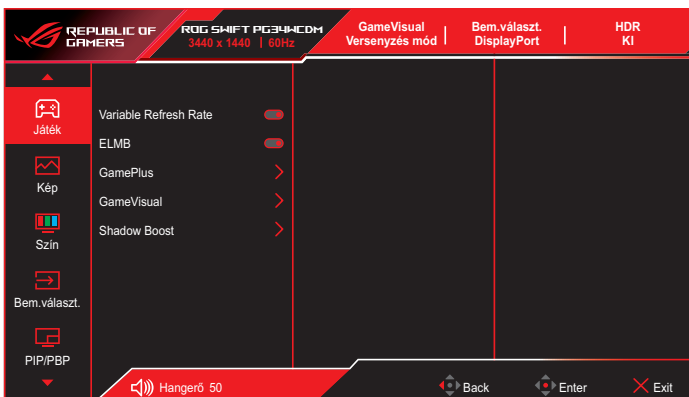 REPUBLIC OF
GAMERS
ROG SWIFT PG34WCDM
3440 x 1440 | 60Hz
GameVisual
Versenyzés mód
Bem.választ.
DisplayPort
HDR
KI
Játék
Kép
Szín
Bem.választ.
PIP/PBP
Variable Refresh Rate
ELMB
GamePlus
GameVisual
Shadow Boost
Hangerő 50
Back
Enter
Exit